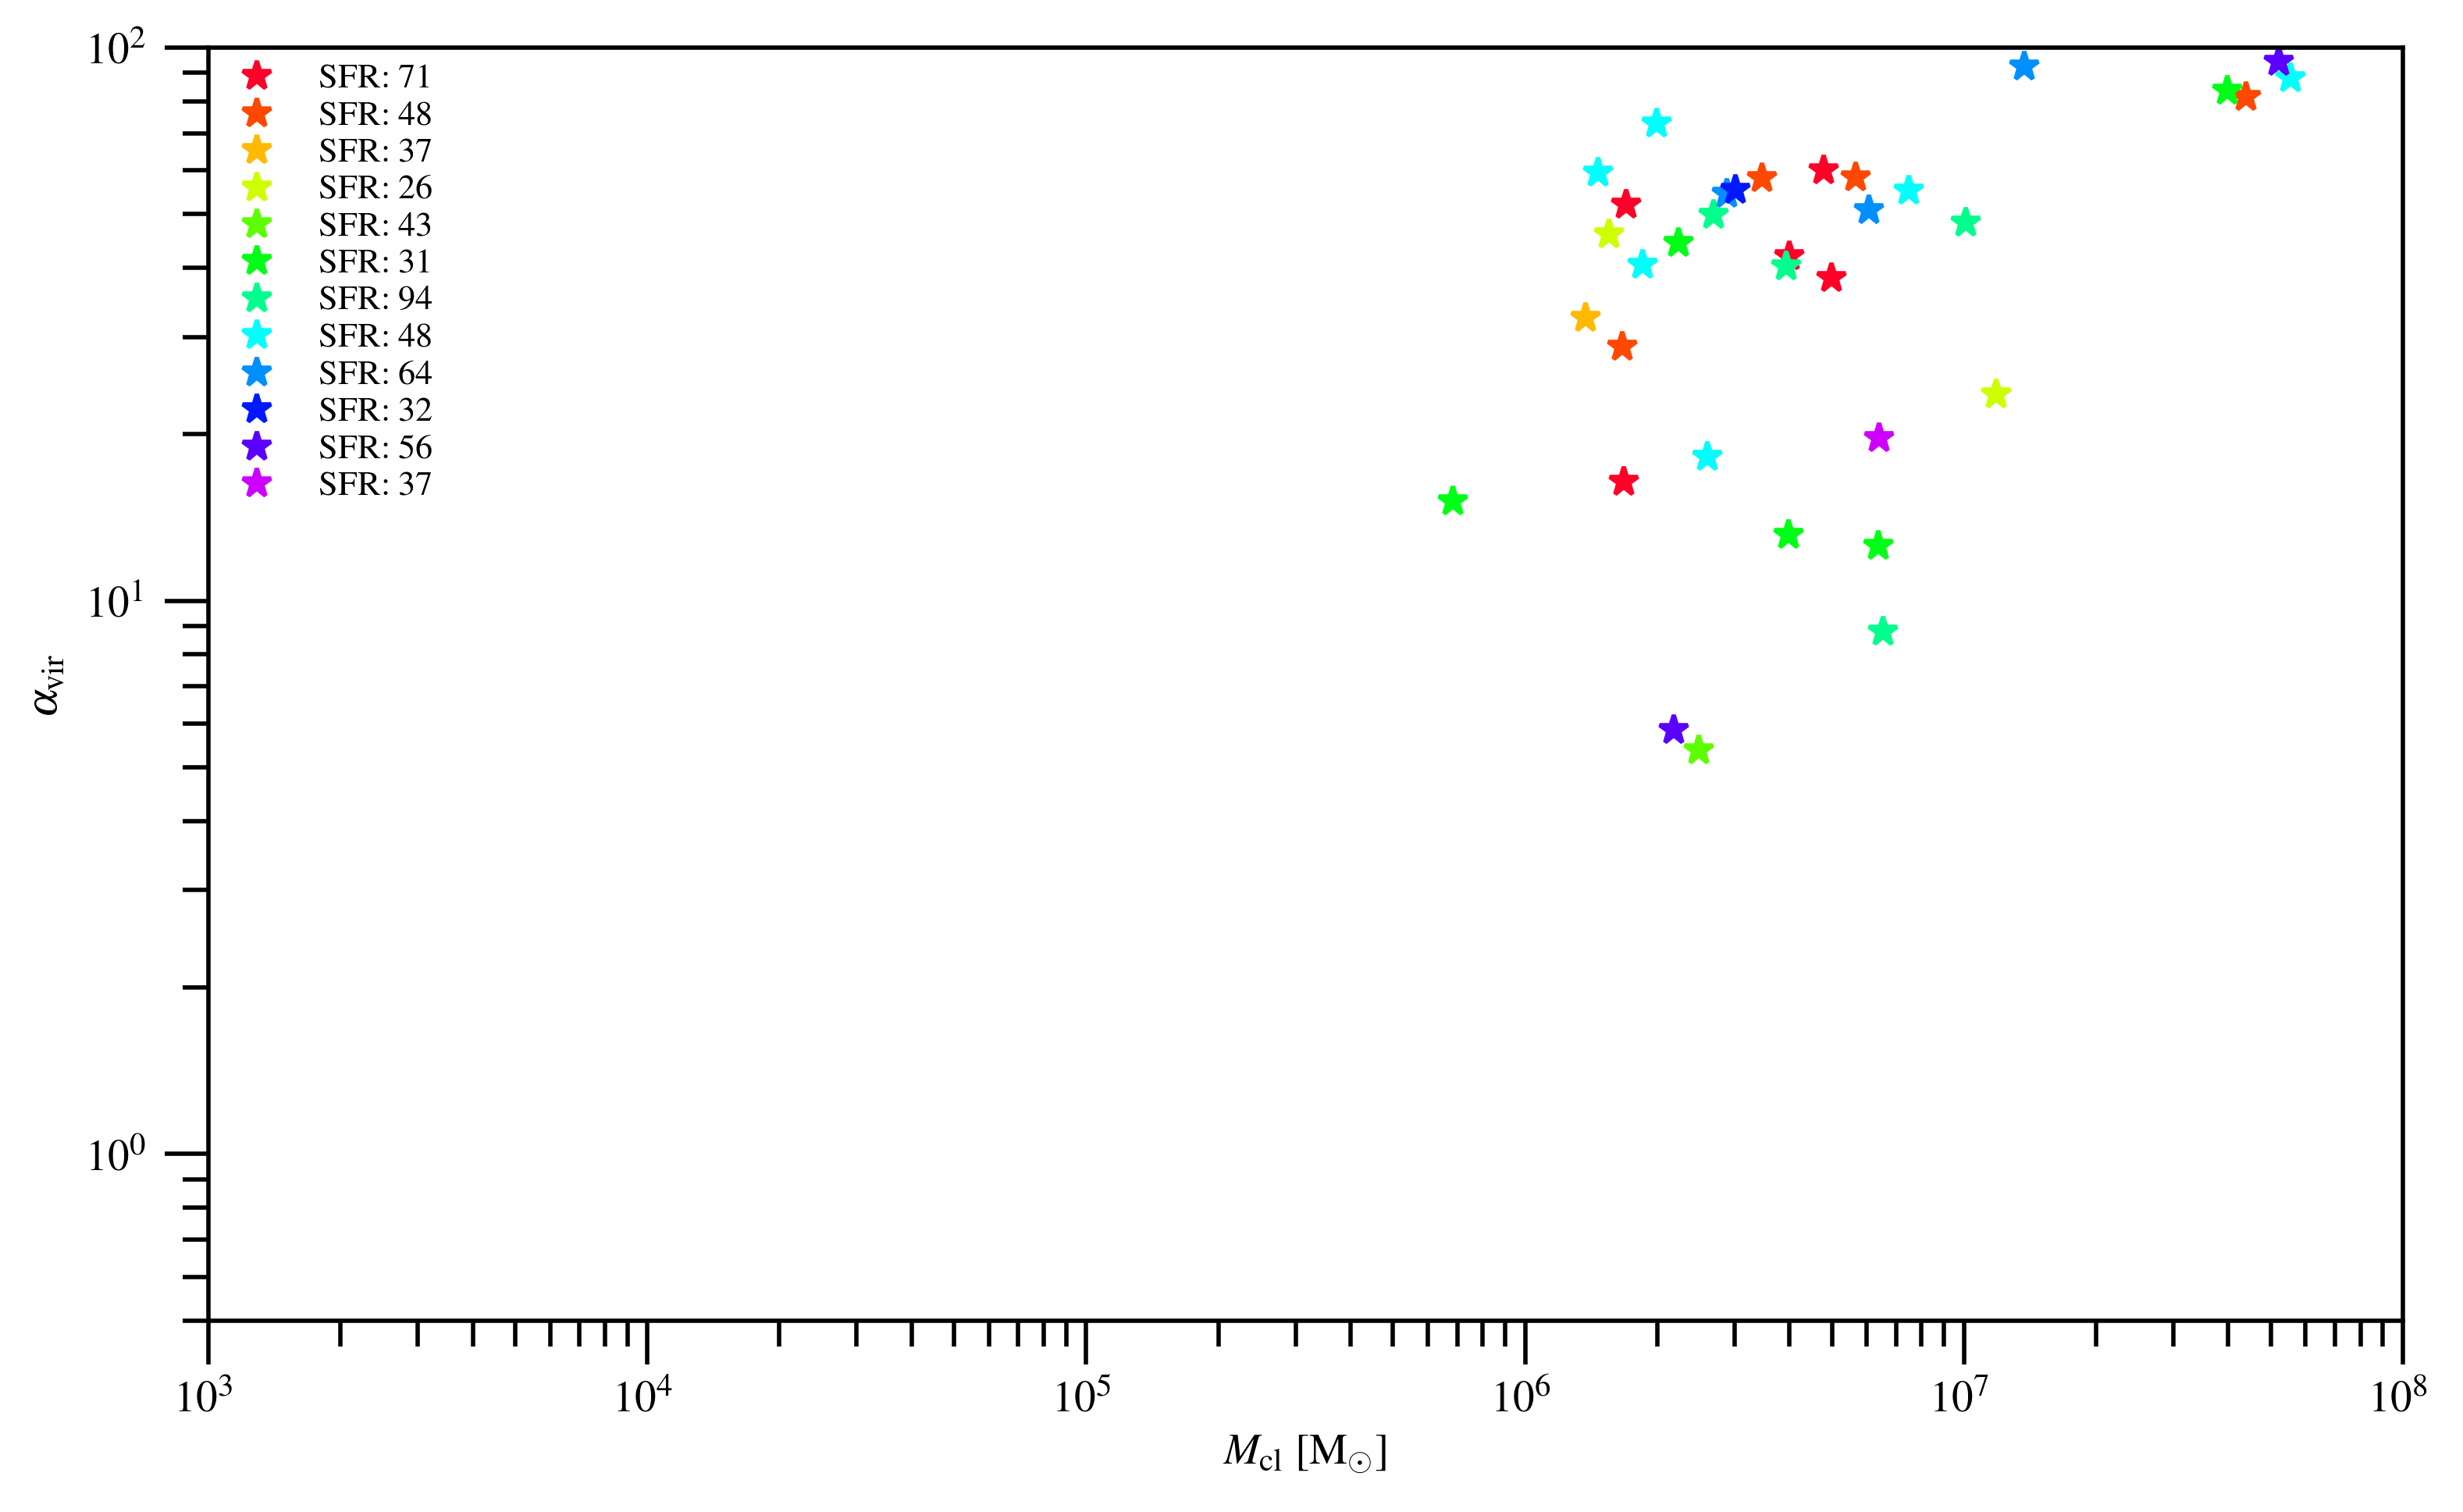 10²
SFR: 71
SFR: 48
SFR: 37
SFR: 26
SFR: 43
SFR: 31
SFR: 94
SFR: 48
SFR: 64
SFR: 32
SFR: 56
SFR: 37
10¹
α_vir
10⁰
10³ 10⁴ 10⁵ 10⁶ 10⁷ 10⁸
M_cl [M_⊙]